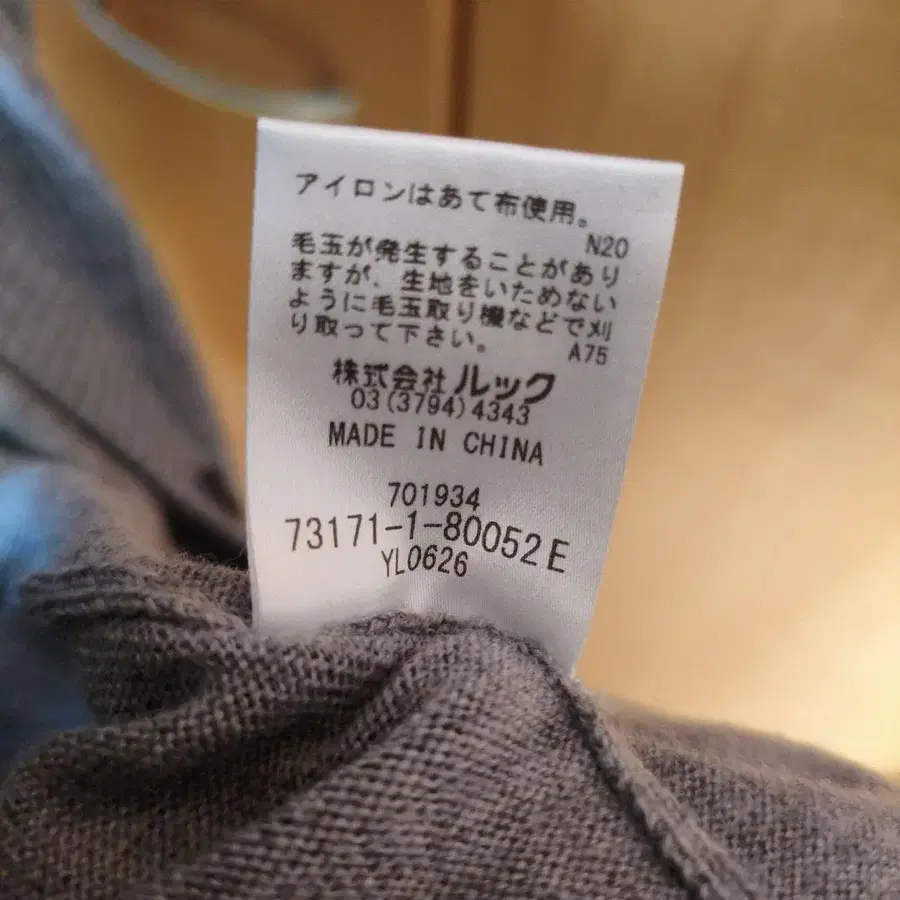 アイロンはあて布使用。
N20
毛玉が発生することがあり
ますが、生地をいためない
ように毛玉取り機などで刈
り取って下さい。
A75
株式会社 ルック
03(3794)4343
MADE IN CHINA
701934
73171-1-80052E
YL0626